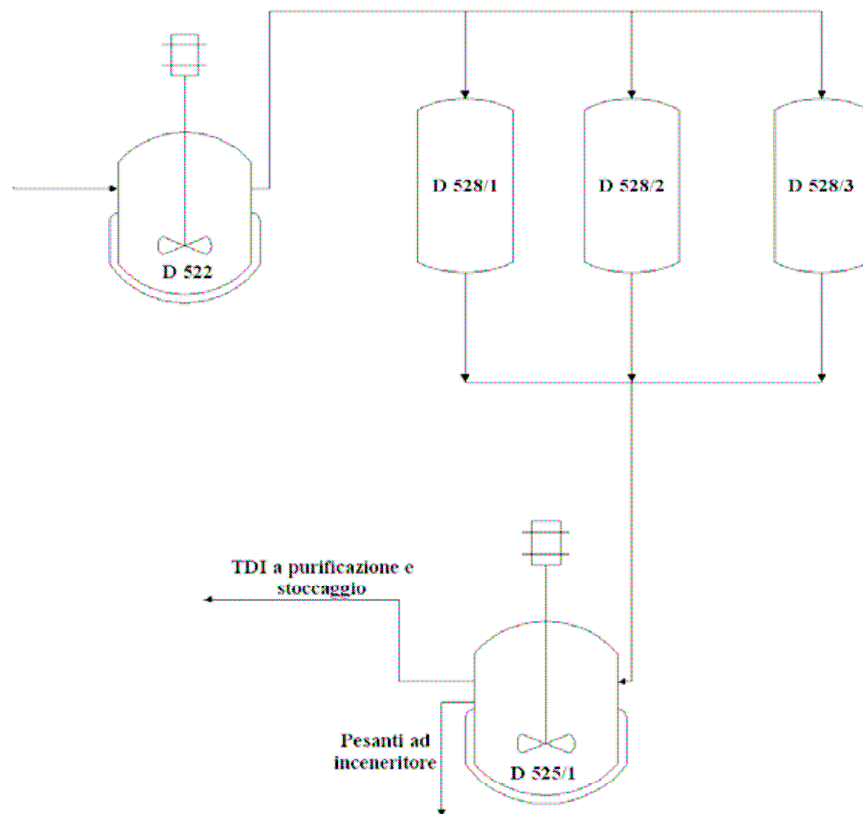 D 528/1
D 528/2
D 528/3
D 522
TDI a purificazione e
stoccaggio
Pesanti ad
inceneritore
D 525/1